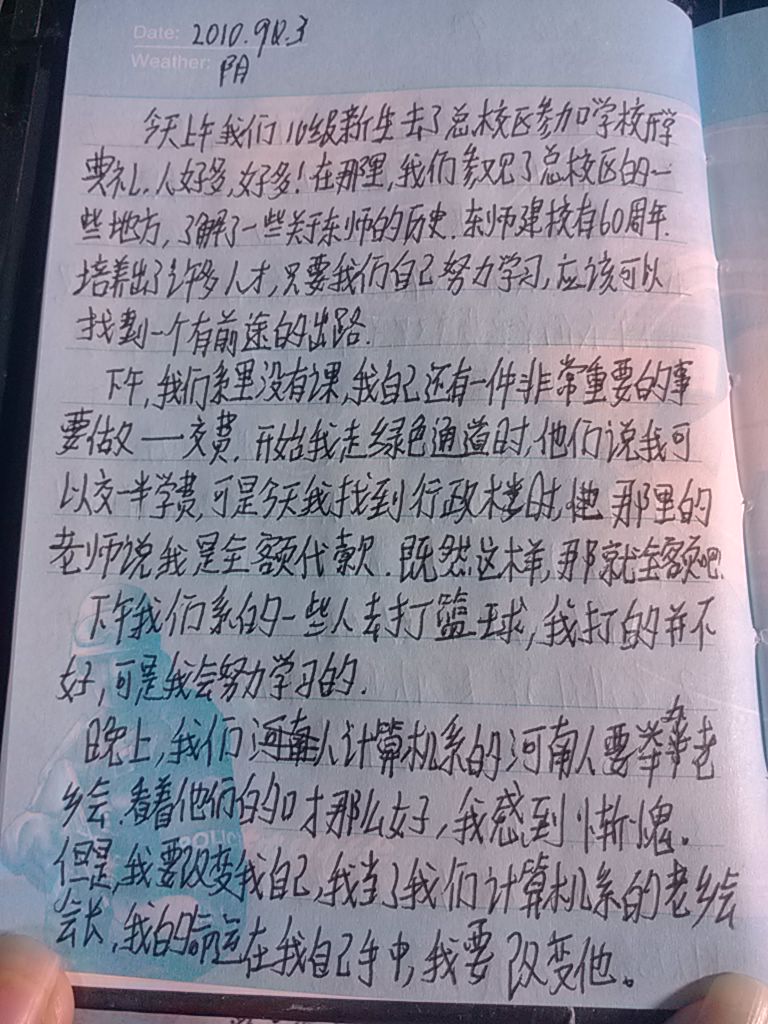 Date: 2010.9.3
Weather: 阴
今天上午我们10级新生去了总校区参加学校开学
典礼.人好多,好多!在那里,我们参观了总校区的一
些地方,了解了一些关于东师的历史.东师建校有60周年.
培养出了许多人才,只要我们自己努力学习,应该可以
找到一个有前途的出路.
下午,我们系里没有课,我自己还有一件非常重要的事
要做——交费.开始我走绿色通道时,他们说我可
以交一半学费,可是今天我找到行政楼时,他那里的
老师说我是全额代款.既然这样,那就全额吧.
下午我们系的一些人去打篮球,我打的并不
好,可是我会努力学习的.
晚上,我们河南人计算机系的河南人要举办老
乡会.看着他们的口才那么好,我感到惭愧.
但是,我要改变我自己,我当了我们计算机系的老乡会
会长,我的命运在我自己手中,我要改变他。
POLICE